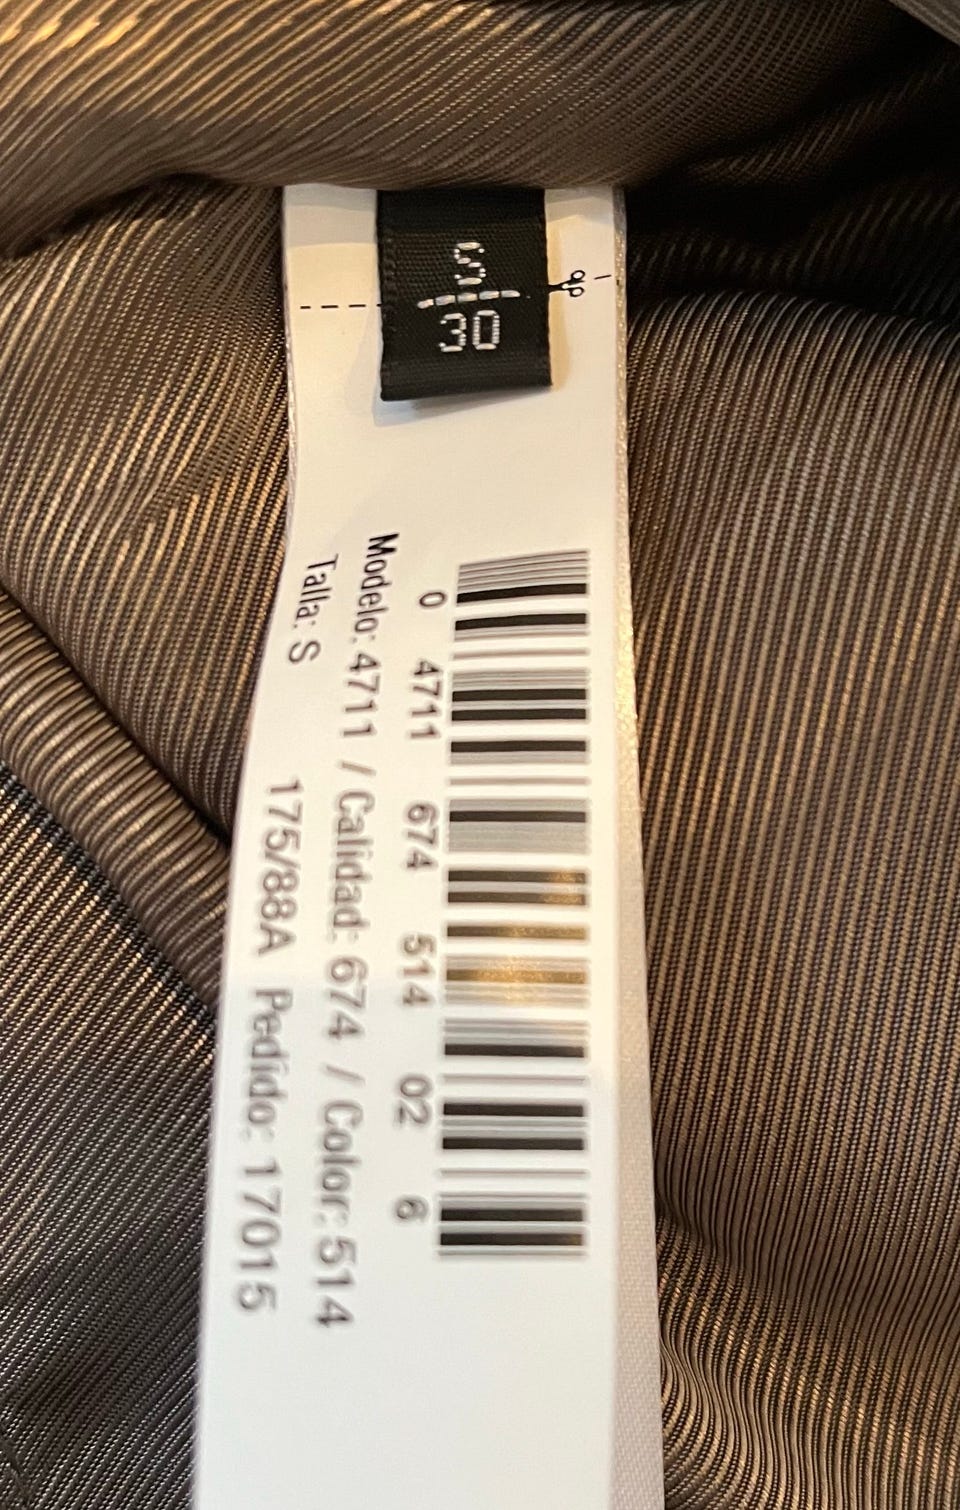 S
30
0 4711 674 514 02 6
Modelo: 4711 / Calidad: 674 / Color: 514
Talla: S 175/88A Pedido: 17015